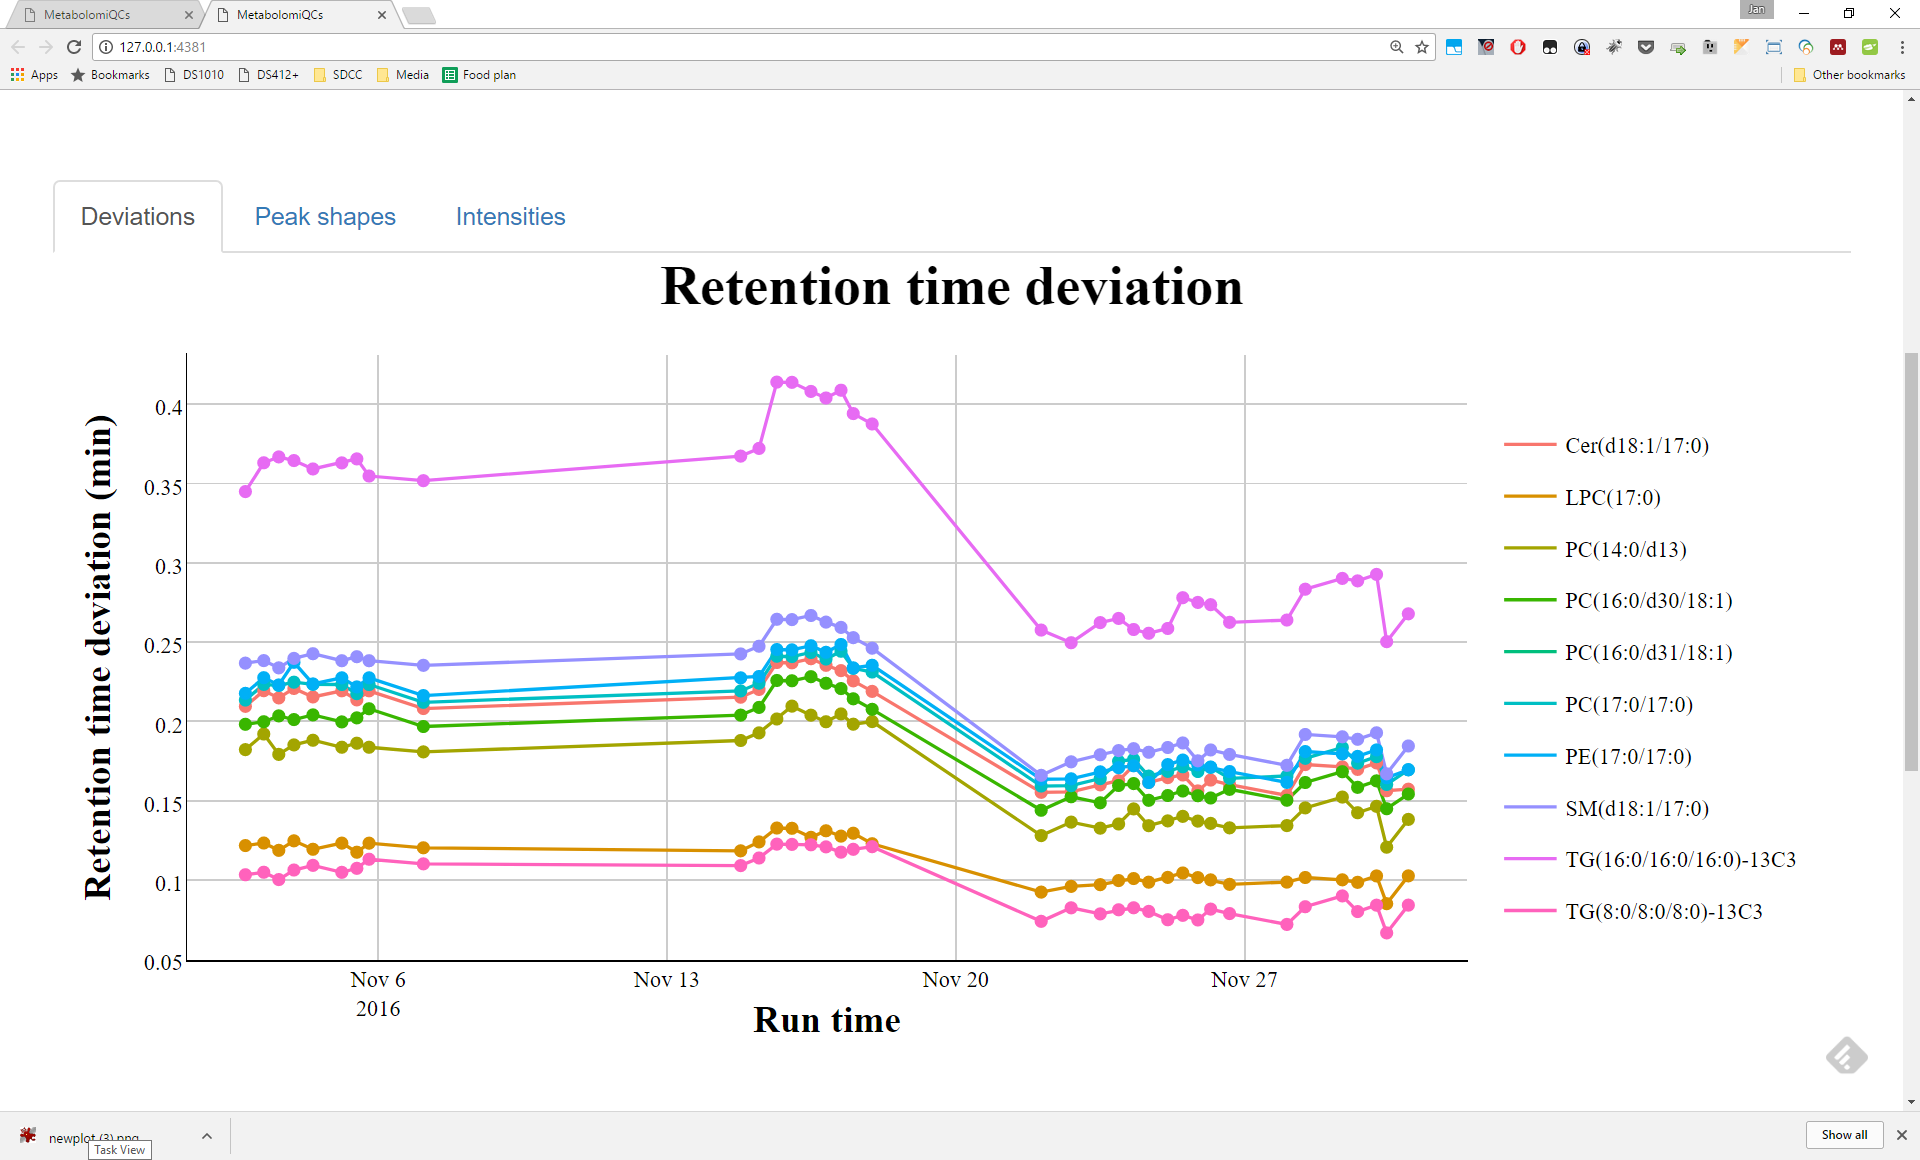 MetabolomiQCs
MetabolomiQCs
Jan
127.0.0.1:4381
Apps
Bookmarks
DS1010
DS412+
SDCC
Media
Food plan
Other bookmarks
Deviations
Peak shapes
Intensities
Retention time deviation
Retention time deviation (min)
0.4
0.35
0.3
0.25
0.2
0.15
0.1
0.05
Nov 6
2016
Nov 13
Nov 20
Nov 27
Run time
Cer(d18:1/17:0)
LPC(17:0)
PC(14:0/d13)
PC(16:0/d30/18:1)
PC(16:0/d31/18:1)
PC(17:0/17:0)
PE(17:0/17:0)
SM(d18:1/17:0)
TG(16:0/16:0/16:0)-13C3
TG(8:0/8:0/8:0)-13C3
newplot (3).png
Task View
Show all